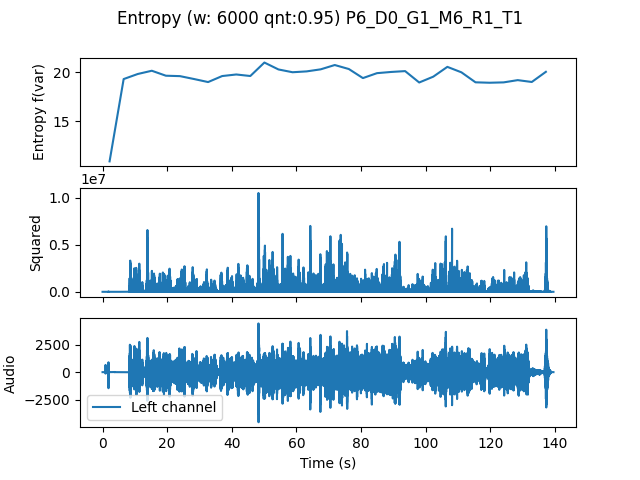 Entropy (w: 6000 qnt:0.95) P6_D0_G1_M6_R1_T1
Entropy f(var)
20
15
1e7
Squared
1.0
0.5
0.0
Audio
2500
0
−2500
Left channel
0 20 40 60 80 100 120 140
Time (s)